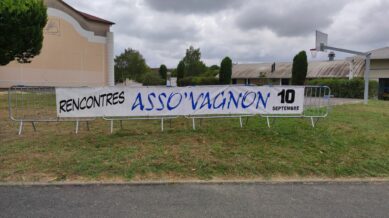 RENCONTRES ASSO'VAGNON 10
SEPTEMBRE